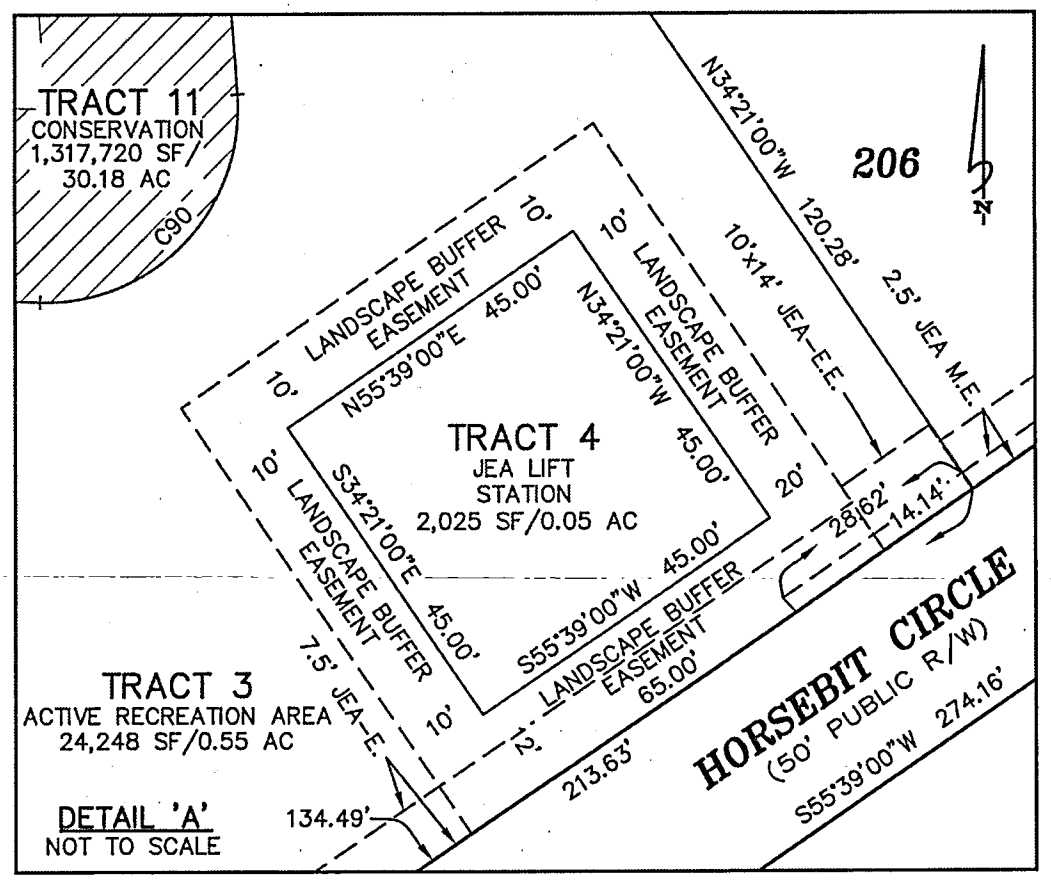 TRACT 11
CONSERVATION
1,317,720 SF/
30.18 AC
C90
N34°21'00"W 120.28'
206
N
10'
LANDSCAPE BUFFER
EASEMENT
10'
N55°39'00"E 45.00'
10'
LANDSCAPE BUFFER
EASEMENT
20'
N34°21'00"W 45.00'
10'x14' JEA-E.E.
2.5' JEA M.E.
TRACT 4
JEA LIFT
STATION
2,025 SF/0.05 AC
10'
LANDSCAPE BUFFER
EASEMENT
10'
S34°21'00"E 45.00'
S55°39'00"W 45.00'
28.62'
14.14'
LANDSCAPE BUFFER
EASEMENT
12'
65.00'
7.5' JEA-E.
TRACT 3
ACTIVE RECREATION AREA
24,248 SF/0.55 AC
213.63'
134.49'
HORSEBIT CIRCLE
(50' PUBLIC R/W)
S55°39'00"W 274.16'
DETAIL 'A'
NOT TO SCALE